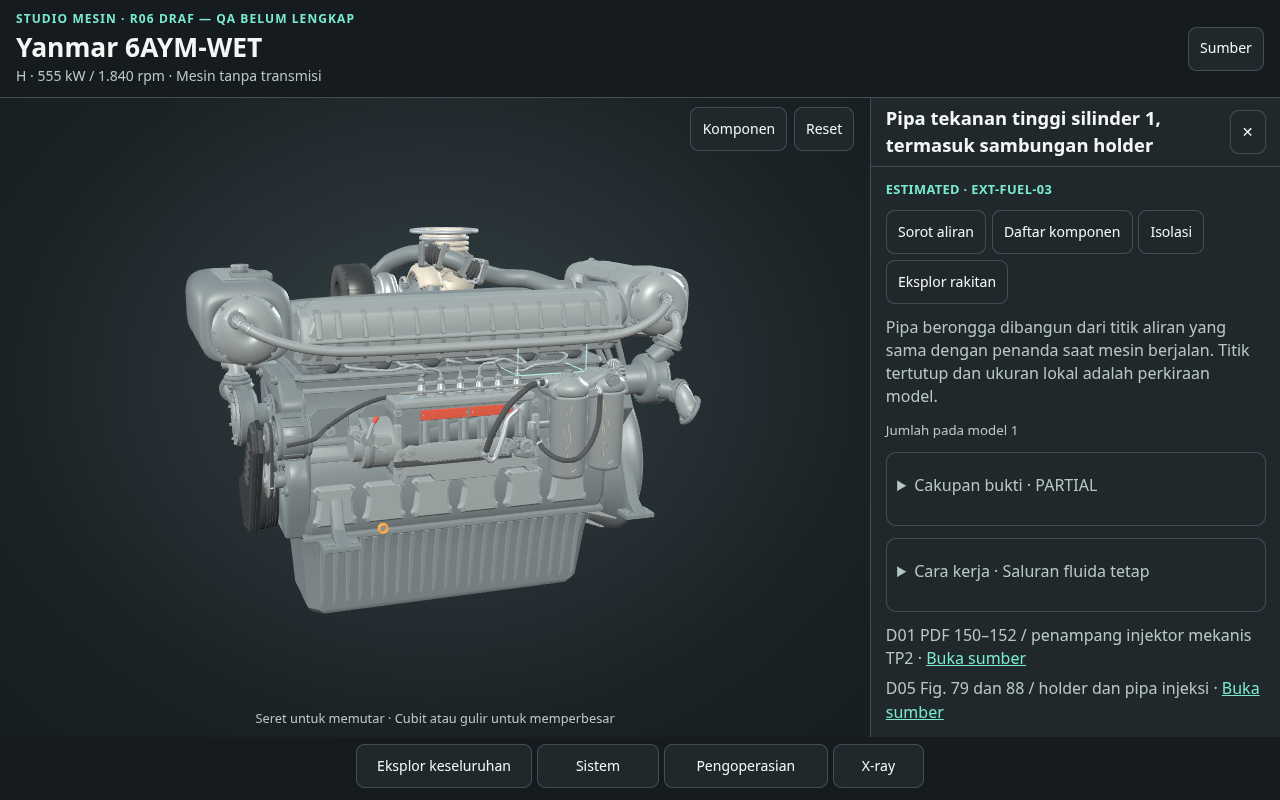 STUDIO MESIN · R06 DRAF — QA BELUM LENGKAP
Yanmar 6AYM-WET
H · 555 kW / 1.840 rpm · Mesin tanpa transmisi
Sumber
Komponen
Reset
Pipa tekanan tinggi silinder 1,
termasuk sambungan holder
×
ESTIMATED · EXT-FUEL-03
Sorot aliran
Daftar komponen
Isolasi
Eksplor rakitan
Pipa berongga dibangun dari titik aliran yang
sama dengan penanda saat mesin berjalan. Titik
tertutup dan ukuran lokal adalah perkiraan
model.
Jumlah pada model 1
▶ Cakupan bukti · PARTIAL
▶ Cara kerja · Saluran fluida tetap
D01 PDF 150–152 / penampang injektor mekanis
TP2 · Buka sumber
D05 Fig. 79 dan 88 / holder dan pipa injeksi · Buka
sumber
Seret untuk memutar · Cubit atau gulir untuk memperbesar
Eksplor keseluruhan
Sistem
Pengoperasian
X-ray